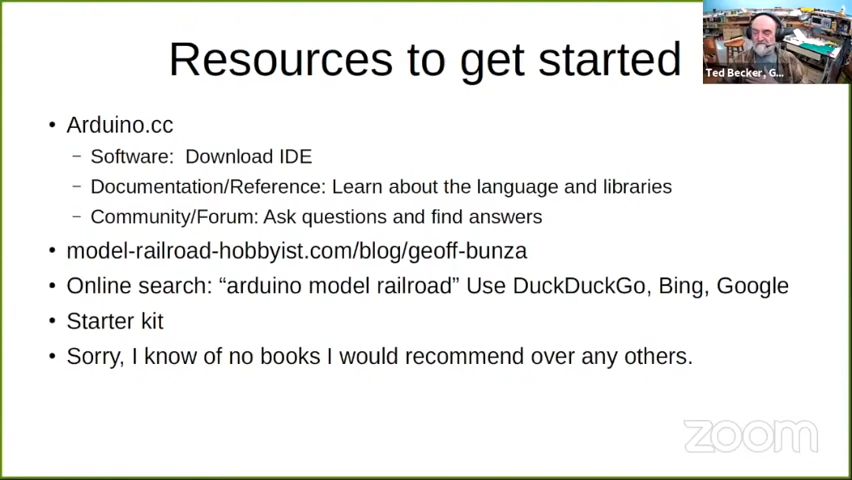 Resources to get started
Ted Becker, G...
• Arduino.cc
– Software: Download IDE
– Documentation/Reference: Learn about the language and libraries
– Community/Forum: Ask questions and find answers
• model-railroad-hobbyist.com/blog/geoff-bunza
• Online search: “arduino model railroad” Use DuckDuckGo, Bing, Google
• Starter kit
• Sorry, I know of no books I would recommend over any others.
zoom